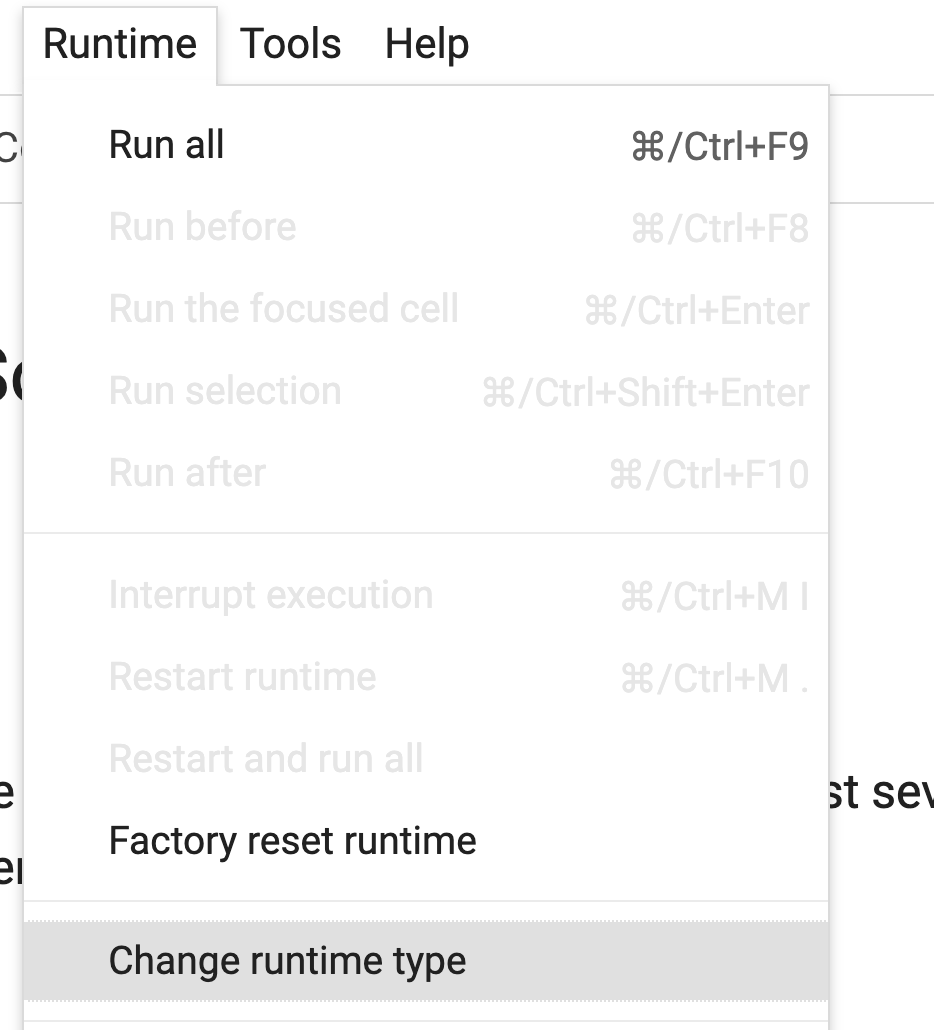 Runtime Tools Help
Run all ⌘/Ctrl+F9
Run before ⌘/Ctrl+F8
Run the focused cell ⌘/Ctrl+Enter
Run selection ⌘/Ctrl+Shift+Enter
Run after ⌘/Ctrl+F10
Interrupt execution ⌘/Ctrl+M I
Restart runtime ⌘/Ctrl+M .
Restart and run all
Factory reset runtime
Change runtime type